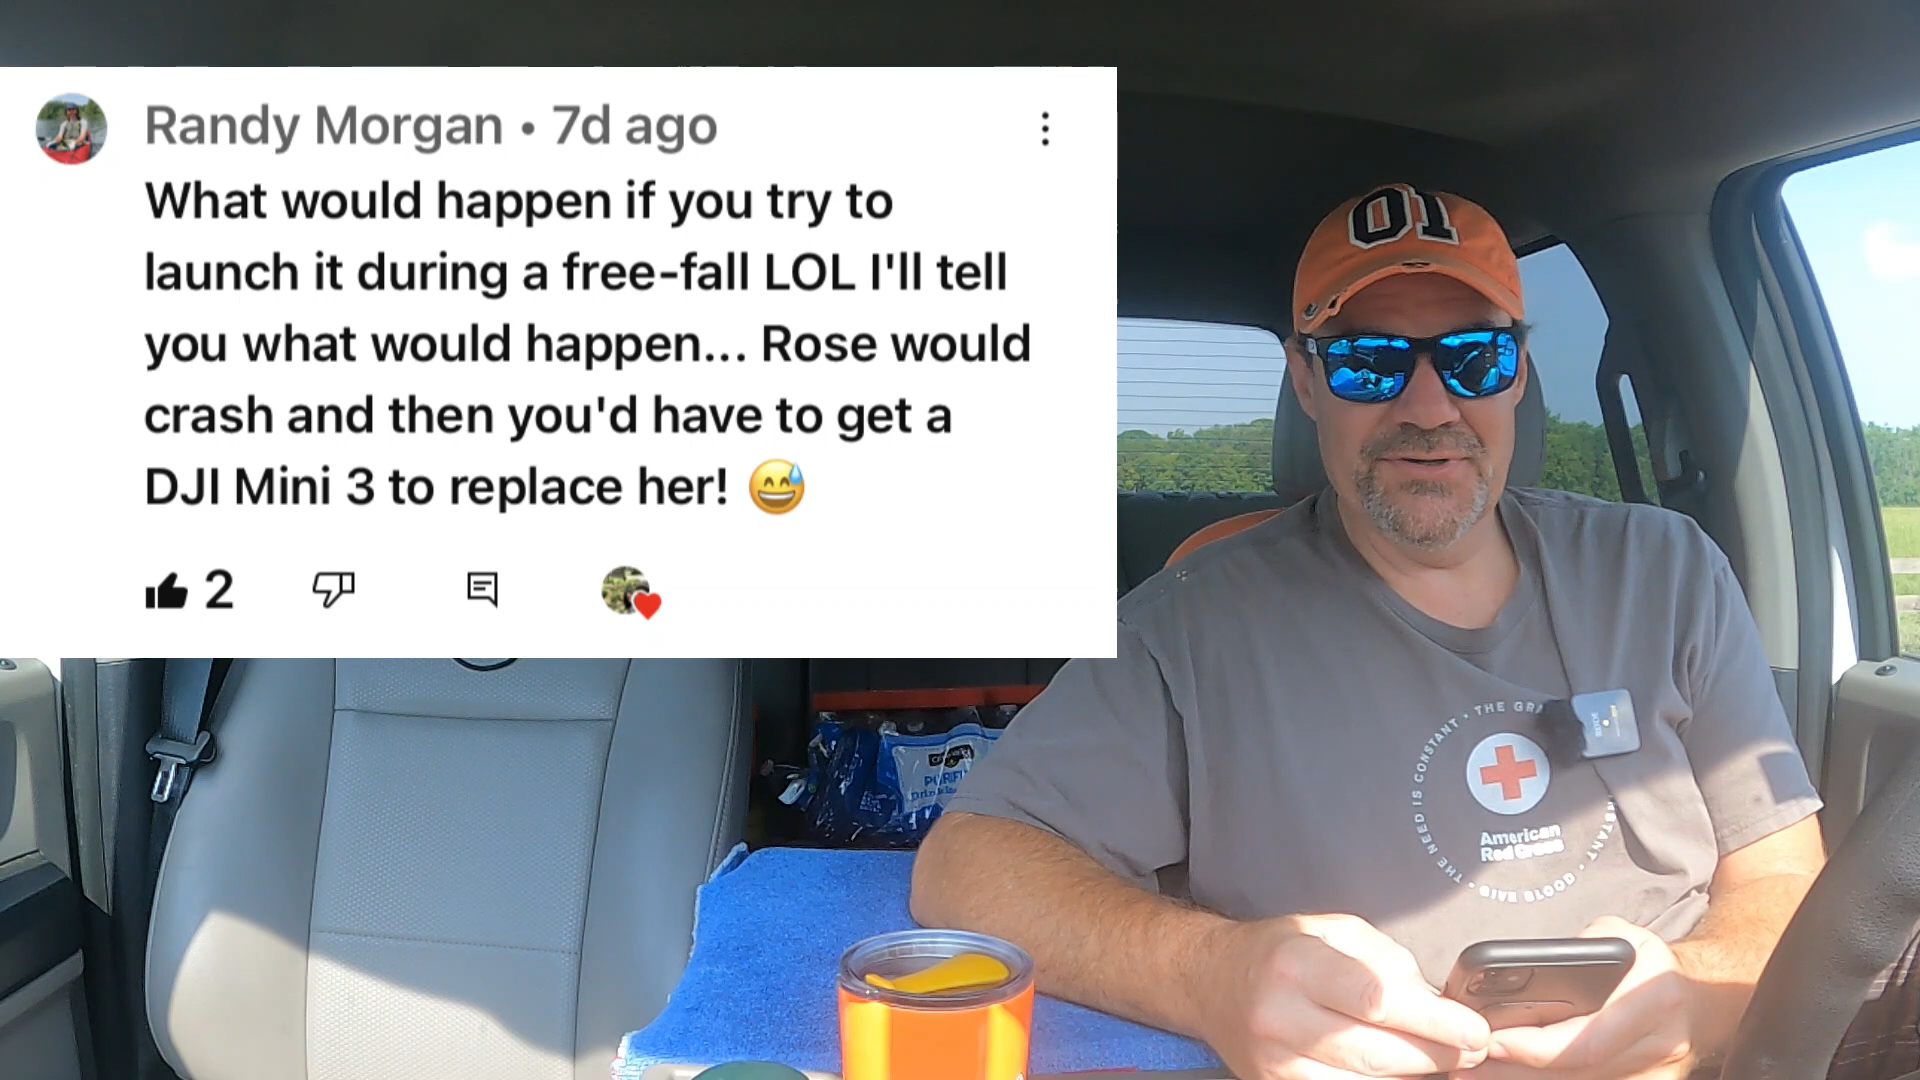 Randy Morgan • 7d ago
What would happen if you try to
launch it during a free-fall LOL I'll tell
you what would happen... Rose would
crash and then you'd have to get a
DJI Mini 3 to replace her! 😅
2
01
THE NEED IS CONSTANT • THE
American
Red Cross
PURIFI